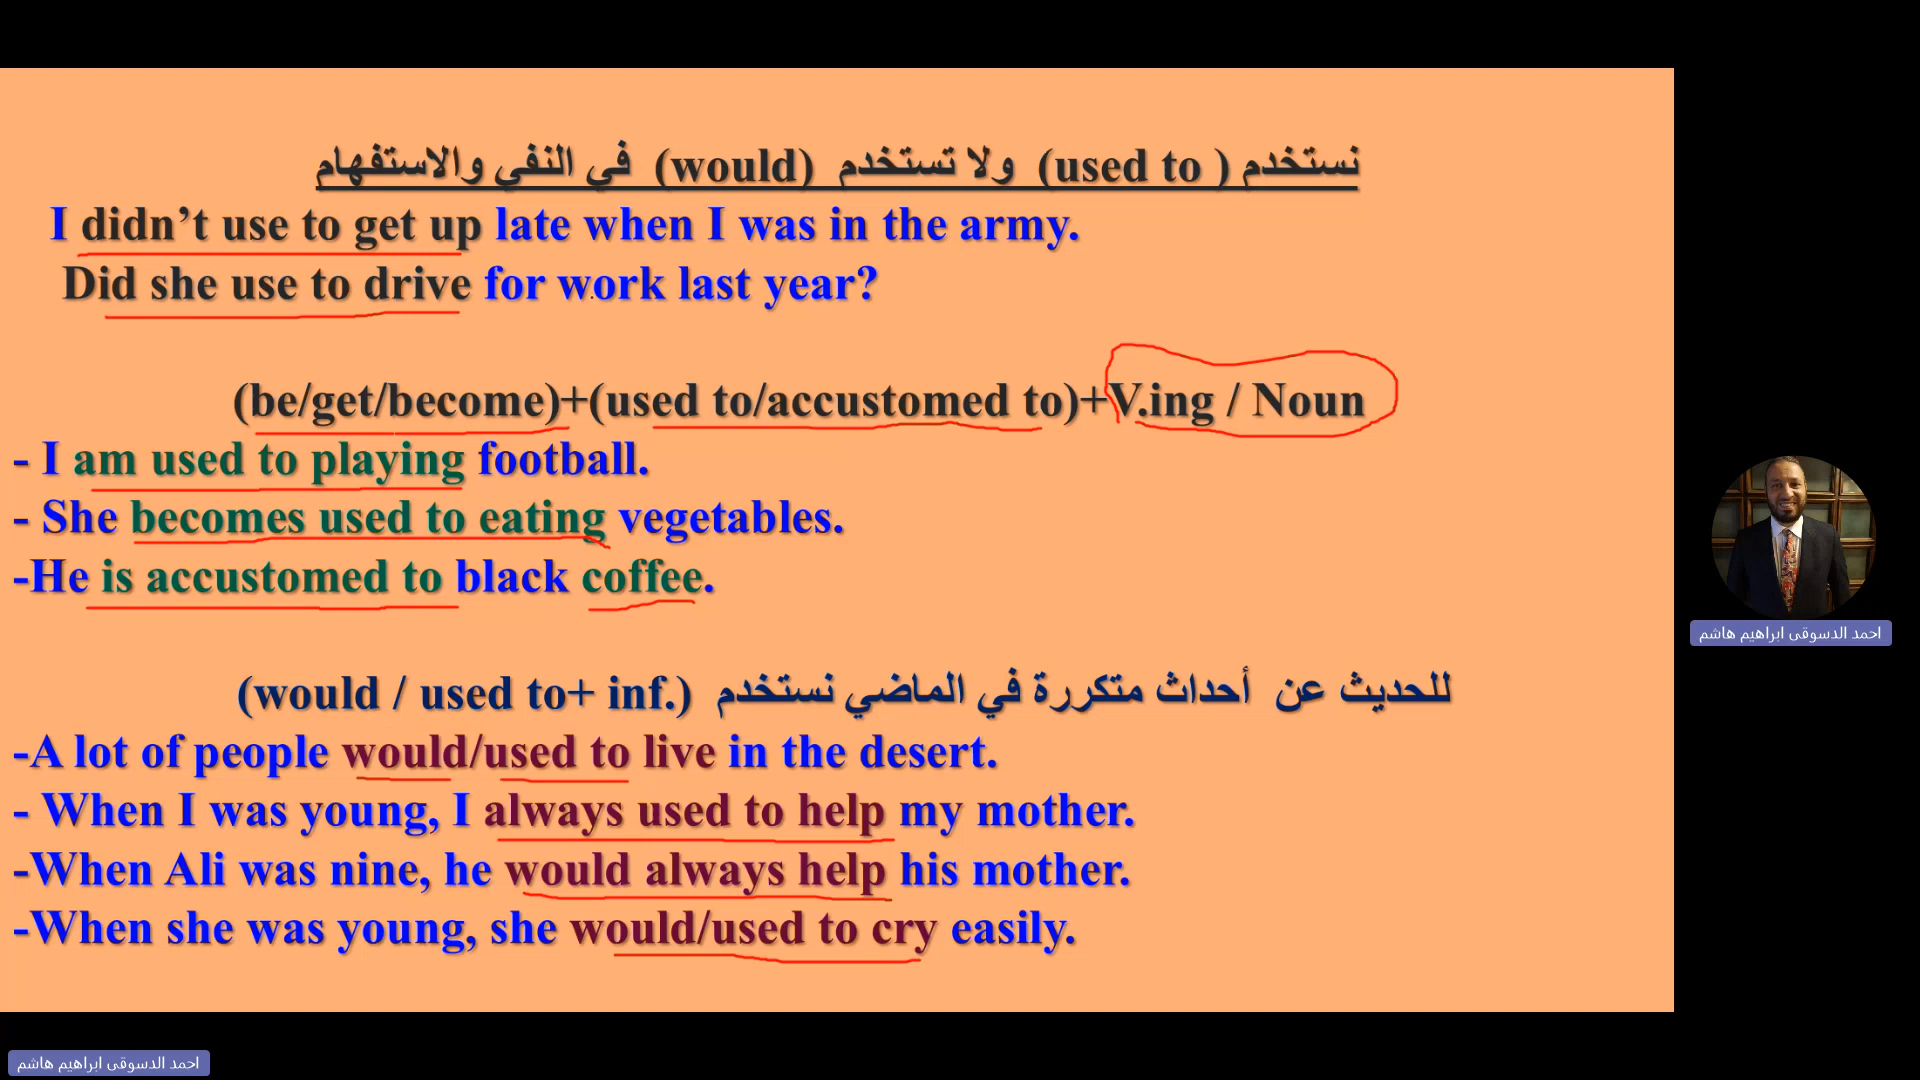 نستخدم ( used to) ولا تستخدم (would) في النفي والاستفهام
I didn’t use to get up late when I was in the army.
Did she use to drive for work last year?
(be/get/become)+(used to/accustomed to)+V.ing / Noun
- I am used to playing football.
- She becomes used to eating vegetables.
-He is accustomed to black coffee.
للحديث عن أحداث متكررة في الماضي نستخدم (would / used to+ inf.)
-A lot of people would/used to live in the desert.
- When I was young, I always used to help my mother.
-When Ali was nine, he would always help his mother.
-When she was young, she would/used to cry easily.
احمد الدسوقى ابراهيم هاشم
احمد الدسوقى ابراهيم هاشم